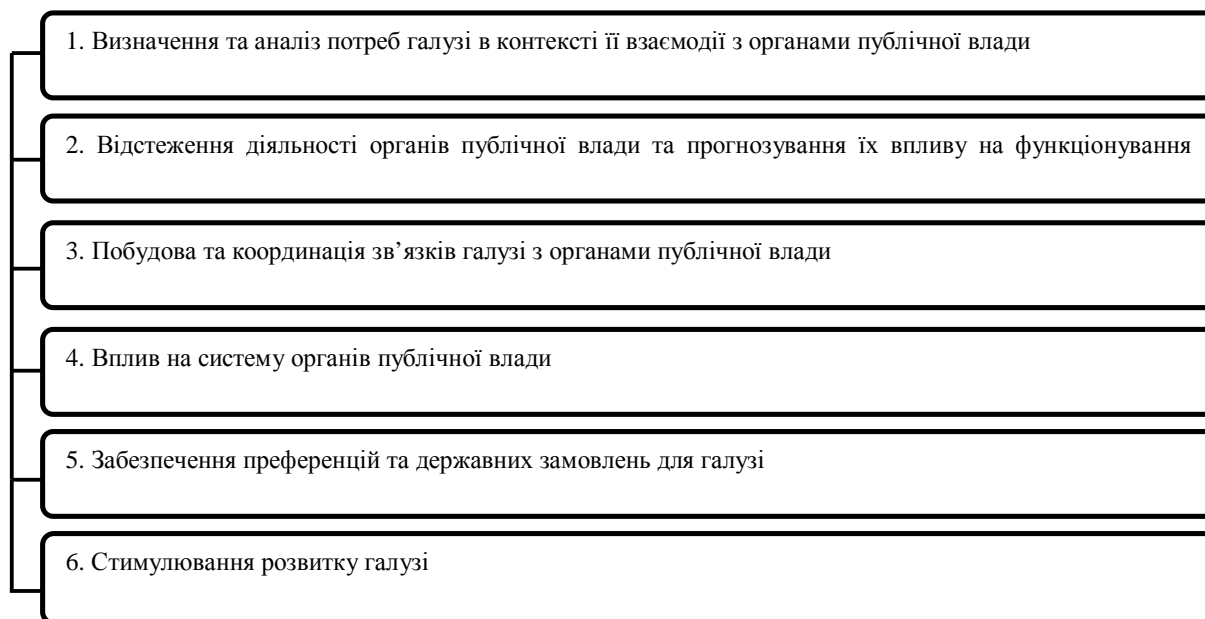 1. Визначення та аналіз потреб галузі в контексті її взаємодії з органами публічної влади
2. Відстеження діяльності органів публічної влади та прогнозування їх впливу на функціонування
3. Побудова та координація зв’язків галузі з органами публічної влади
4. Вплив на систему органів публічної влади
5. Забезпечення преференцій та державних замовлень для галузі
6. Стимулювання розвитку галузі